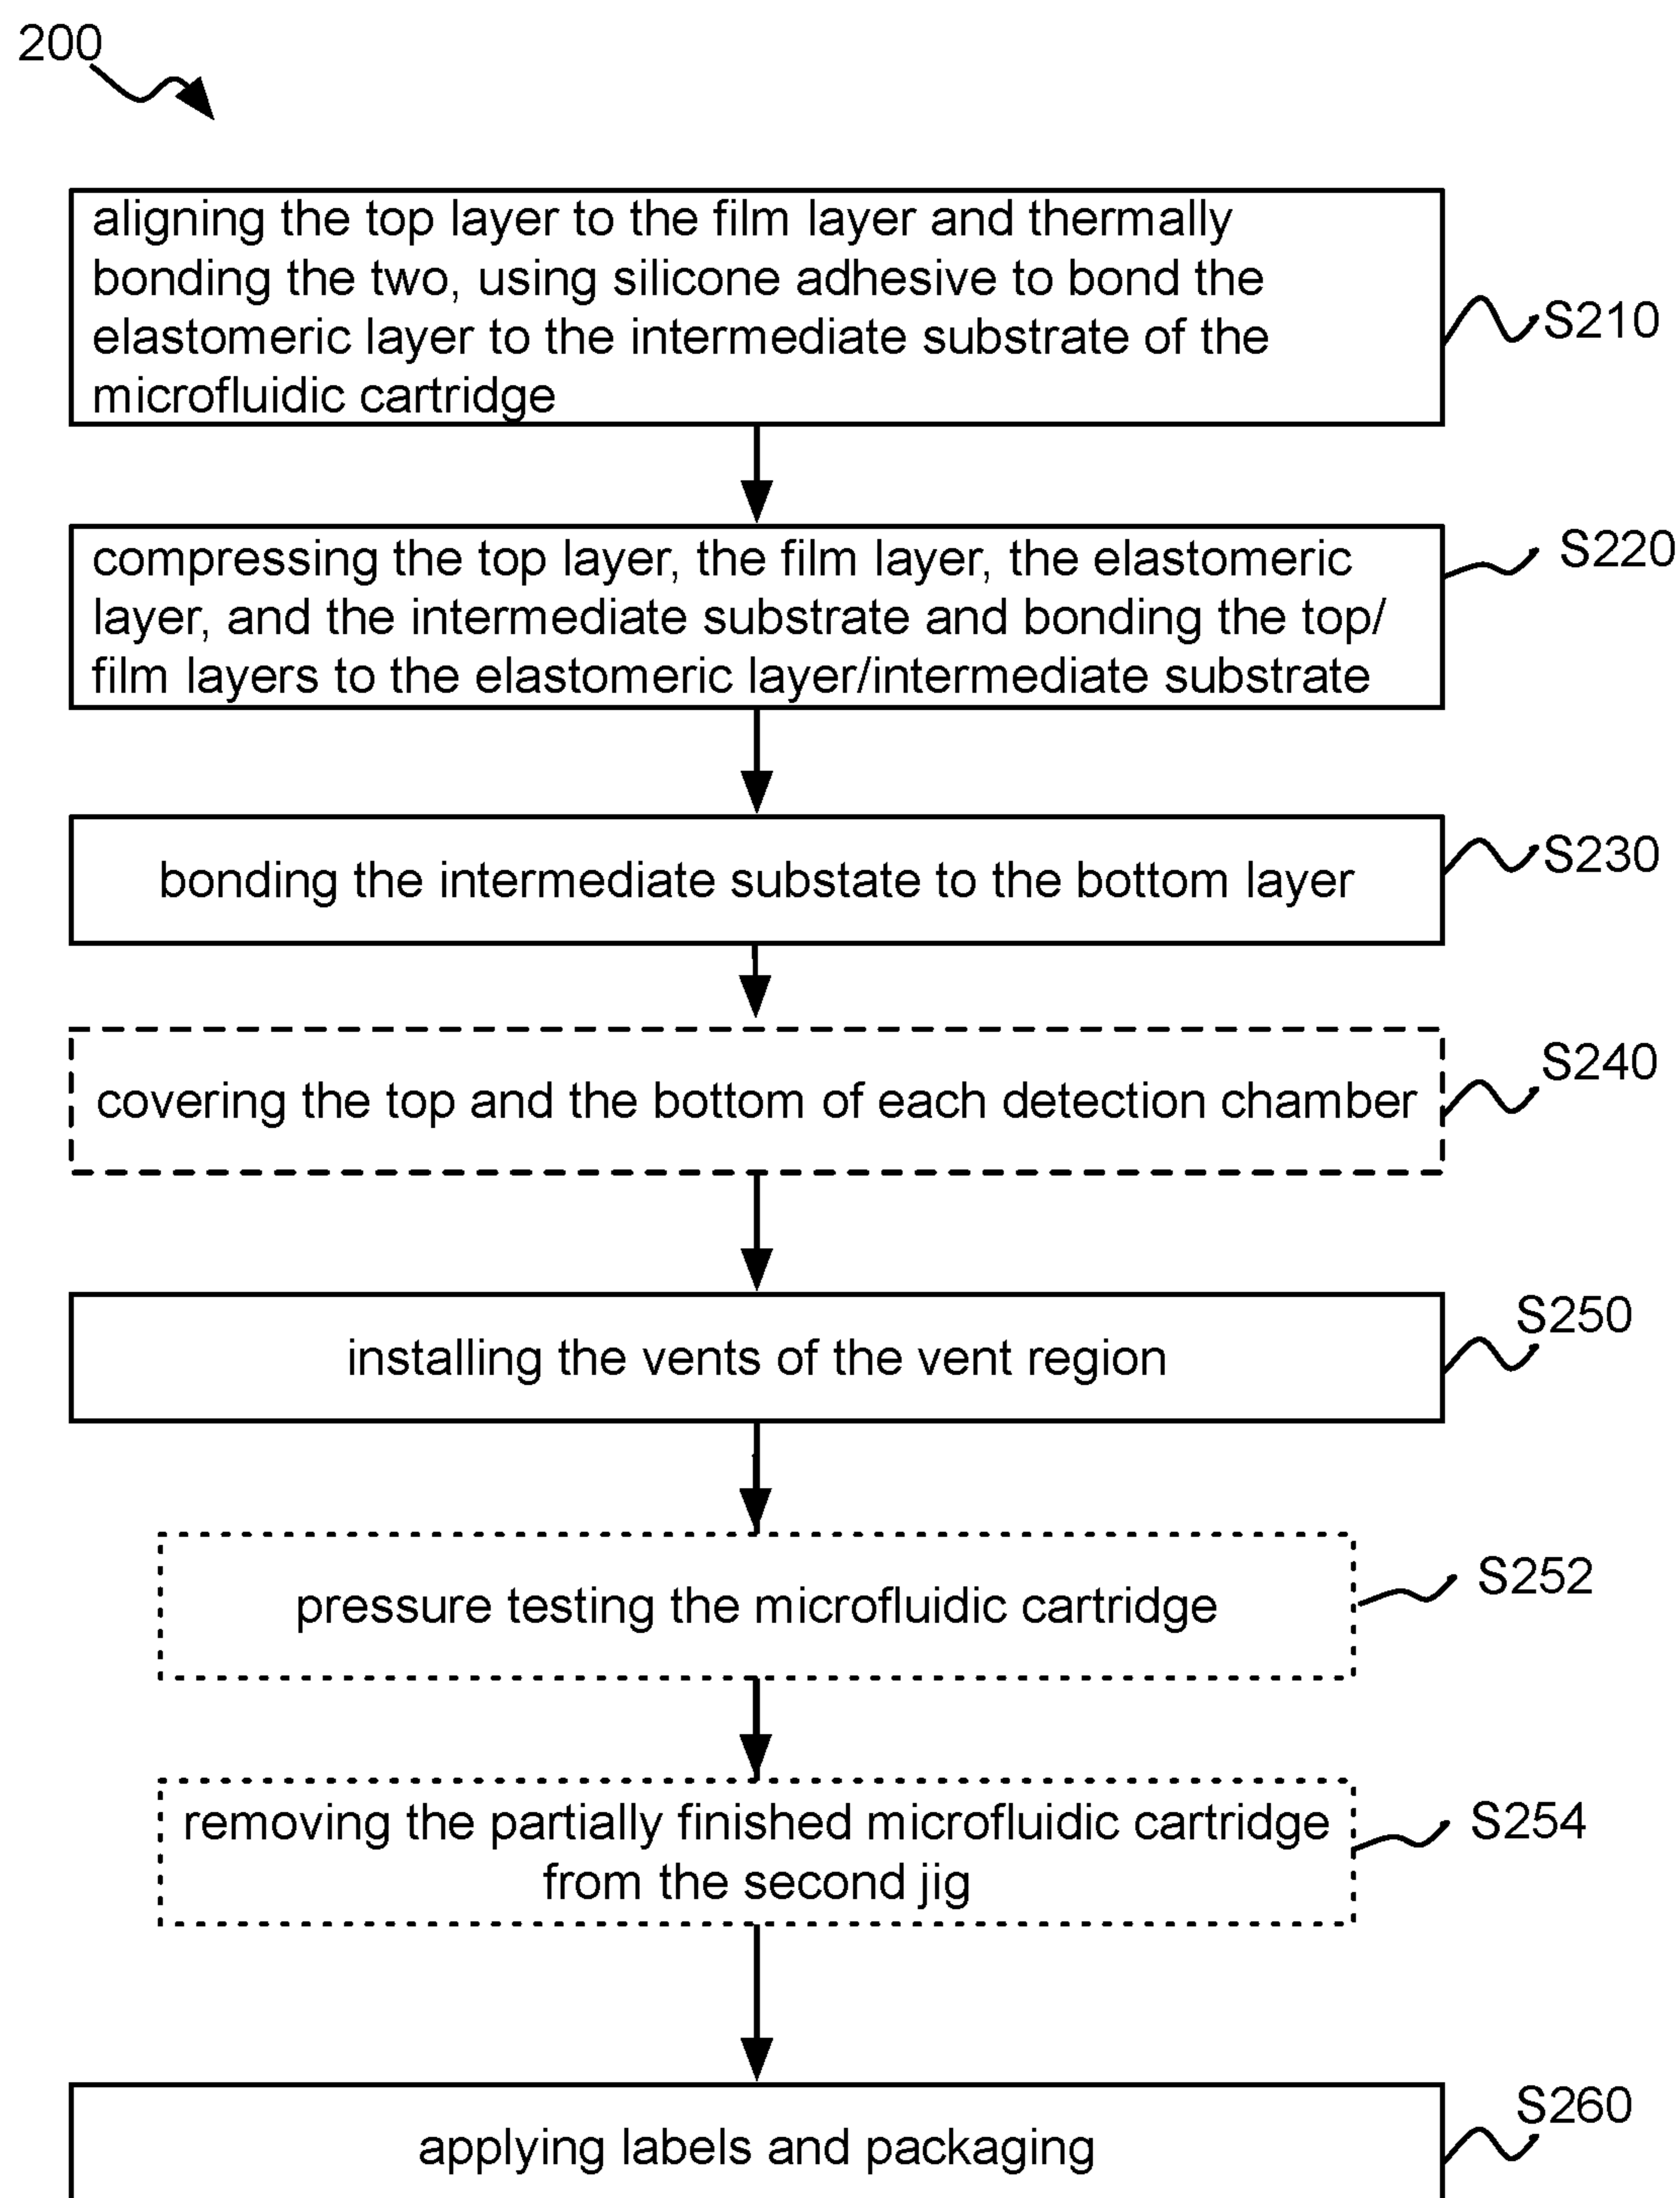 200
aligning the top layer to the film layer and thermally
bonding the two, using silicone adhesive to bond the
elastomeric layer to the intermediate substrate of the
microfluidic cartridge
S210
compressing the top layer, the film layer, the elastomeric
layer, and the intermediate substrate and bonding the top/
film layers to the elastomeric layer/intermediate substrate
S220
bonding the intermediate substate to the bottom layer
S230
covering the top and the bottom of each detection chamber
S240
installing the vents of the vent region
S250
pressure testing the microfluidic cartridge
S252
removing the partially finished microfluidic cartridge
from the second jig
S254
applying labels and packaging
S260